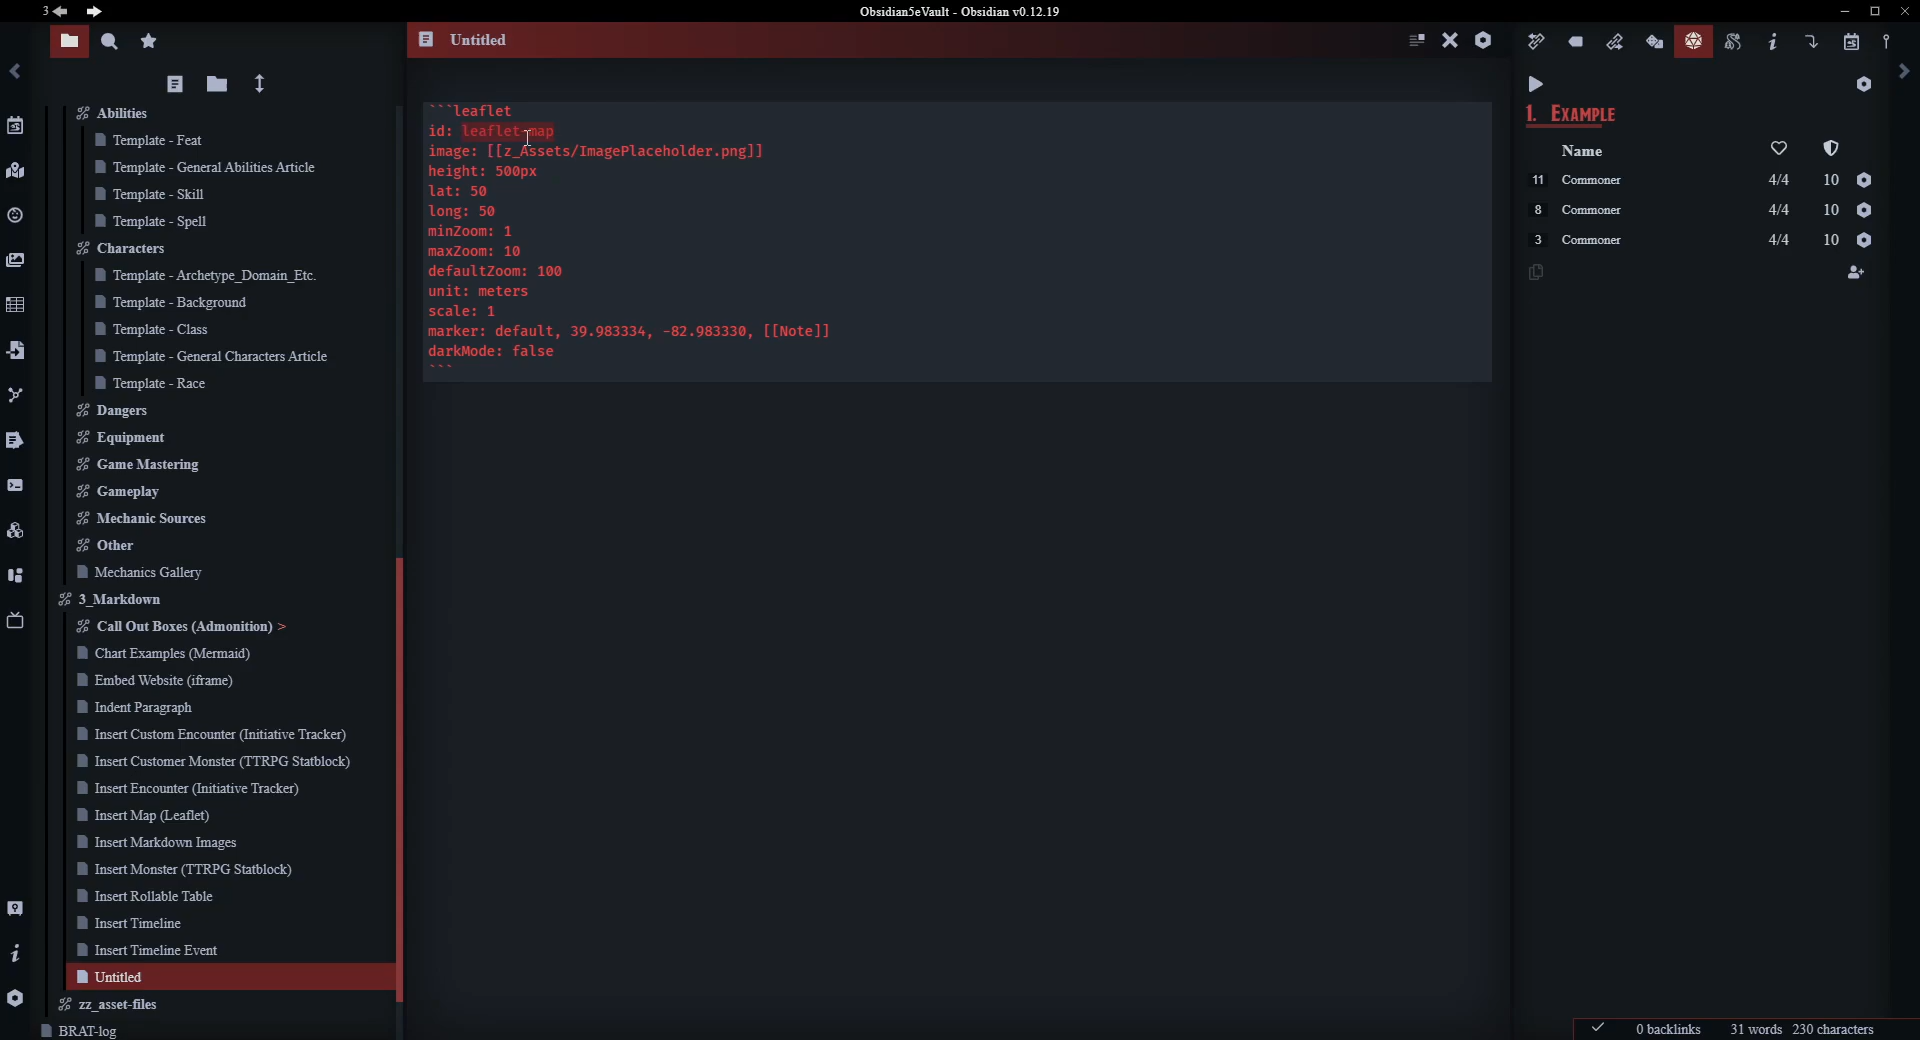 3
Obsidian5eVault - Obsidian v0.12.19
Untitled
Abilities
Template - Feat
Template - General Abilities Article
Template - Skill
Template - Spell
Characters
Template - Archetype_Domain_Etc.
Template - Background
Template - Class
Template - General Characters Article
Template - Race
Dangers
Equipment
Game Mastering
Gameplay
Mechanic Sources
Other
Mechanics Gallery
3_Markdown
Call Out Boxes (Admonition) >
Chart Examples (Mermaid)
Embed Website (iframe)
Indent Paragraph
Insert Custom Encounter (Initiative Tracker)
Insert Customer Monster (TTRPG Statblock)
Insert Encounter (Initiative Tracker)
Insert Map (Leaflet)
Insert Markdown Images
Insert Monster (TTRPG Statblock)
Insert Rollable Table
Insert Timeline
Insert Timeline Event
Untitled
zz_asset-files
BRAT-log
```leaflet
id: leaflet-map
image: [[z_Assets/ImagePlaceholder.png]]
height: 500px
lat: 50
long: 50
minZoom: 1
maxZoom: 10
defaultZoom: 100
unit: meters
scale: 1
marker: default, 39.983334, -82.983330, [[Note]]
darkMode: false
```
1. Example
Name
11 Commoner 4/4 10
8 Commoner 4/4 10
3 Commoner 4/4 10
0 backlinks 31 words 230 characters